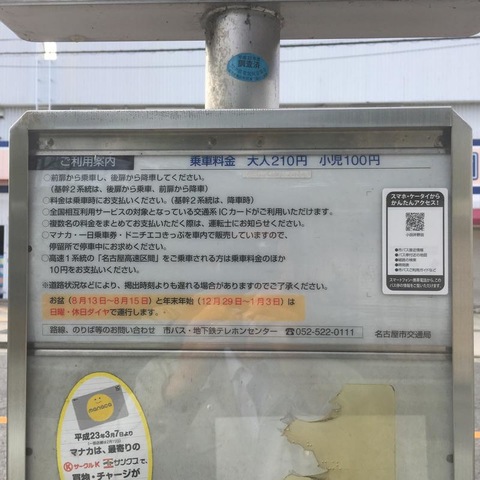 調査済
ご利用案内
乗車料金 大人210円 小児100円
○前扉から乗車し、後扉から降車してください。
(基幹2系統は、後扉から乗車、前扉から降車)
○料金は乗車時にお支払いください。(基幹2系統は、降車時)
○全国相互利用サービスの対象となっている交通系ICカードがご利用いただけます。
○複数名の料金をまとめてお支払いただく際は、運転士にお知らせください。
○マナカ・一日乗車券・ドニチエコきっぷを車内で販売していますので、
停留所で停車中にお求めください。
○高速1系統の「名古屋高速区間」をご乗車される方は乗車料金のほか
10円をお支払いください。
※道路状況などにより、掲出時刻よりも遅れる場合がありますのでご了承ください。
お盆(8月13日~8月15日)と年末年始(12月29日~1月3日)は
日曜・休日ダイヤで運行します。
路線、のりば等のお問い合わせ 市バス・地下鉄テレホンセンター ☎052-522-0111
名古屋市交通局
スマホ・ケータイから
かんたんアクセス!
manaca
平成23年3月7日より
マナカは、最寄りの
サークルK サンクスで、
買物・チャージが